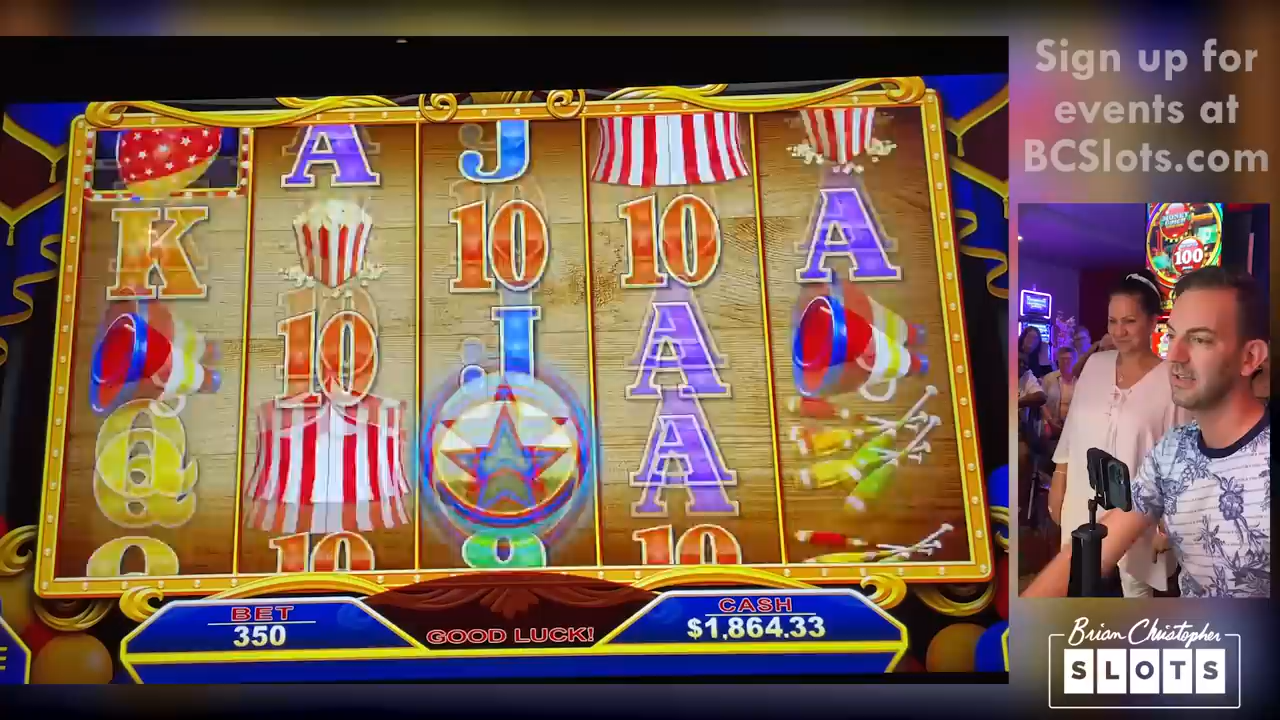 Sign up for
events at
BCSlots.com
A
J
K
10
10
A
10
J
A
Q
A
10
10
BET
350
GOOD LUCK!
CASH
$1,864.33
MONEY
100
Brian Christopher
SLOTS